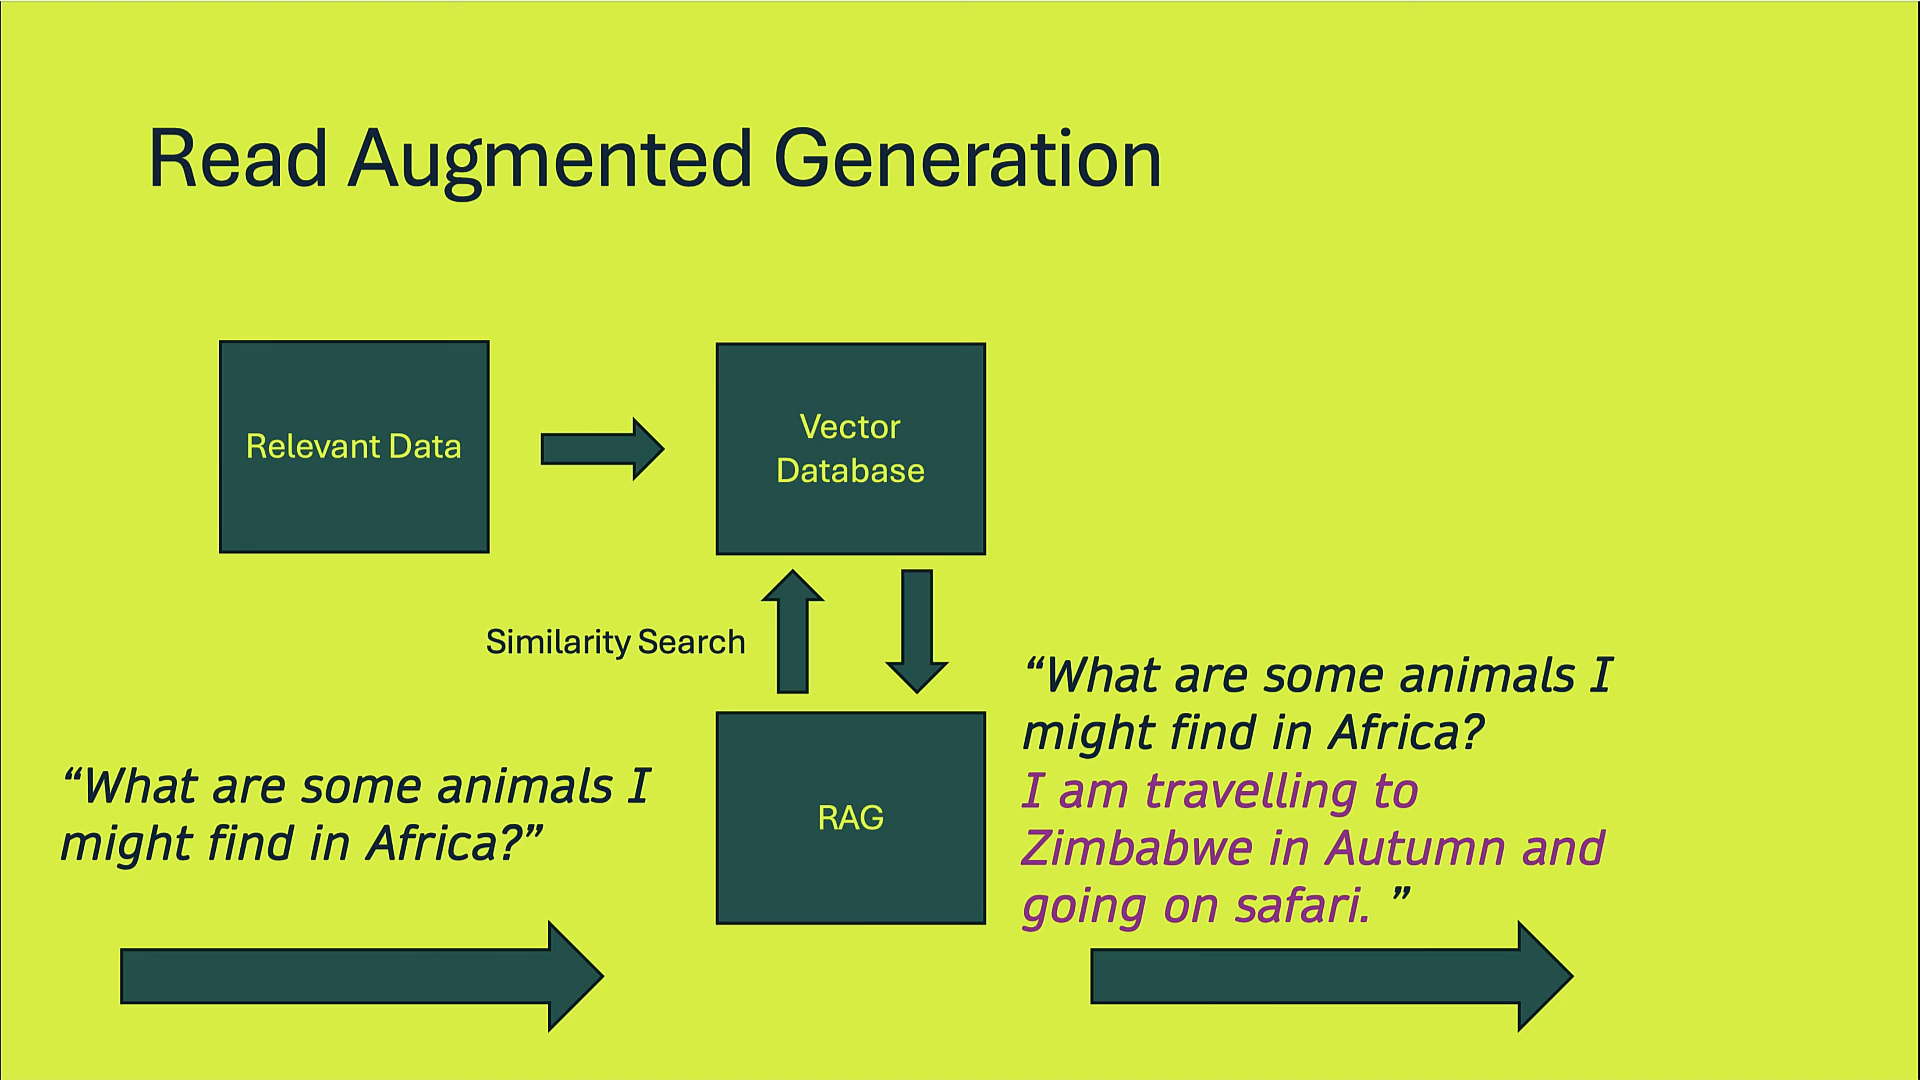 Read Augmented Generation
Relevant Data
Vector
Database
Similarity Search
“What are some animals I
might find in Africa?”
RAG
“What are some animals I
might find in Africa?
I am travelling to
Zimbabwe in Autumn and
going on safari. ”